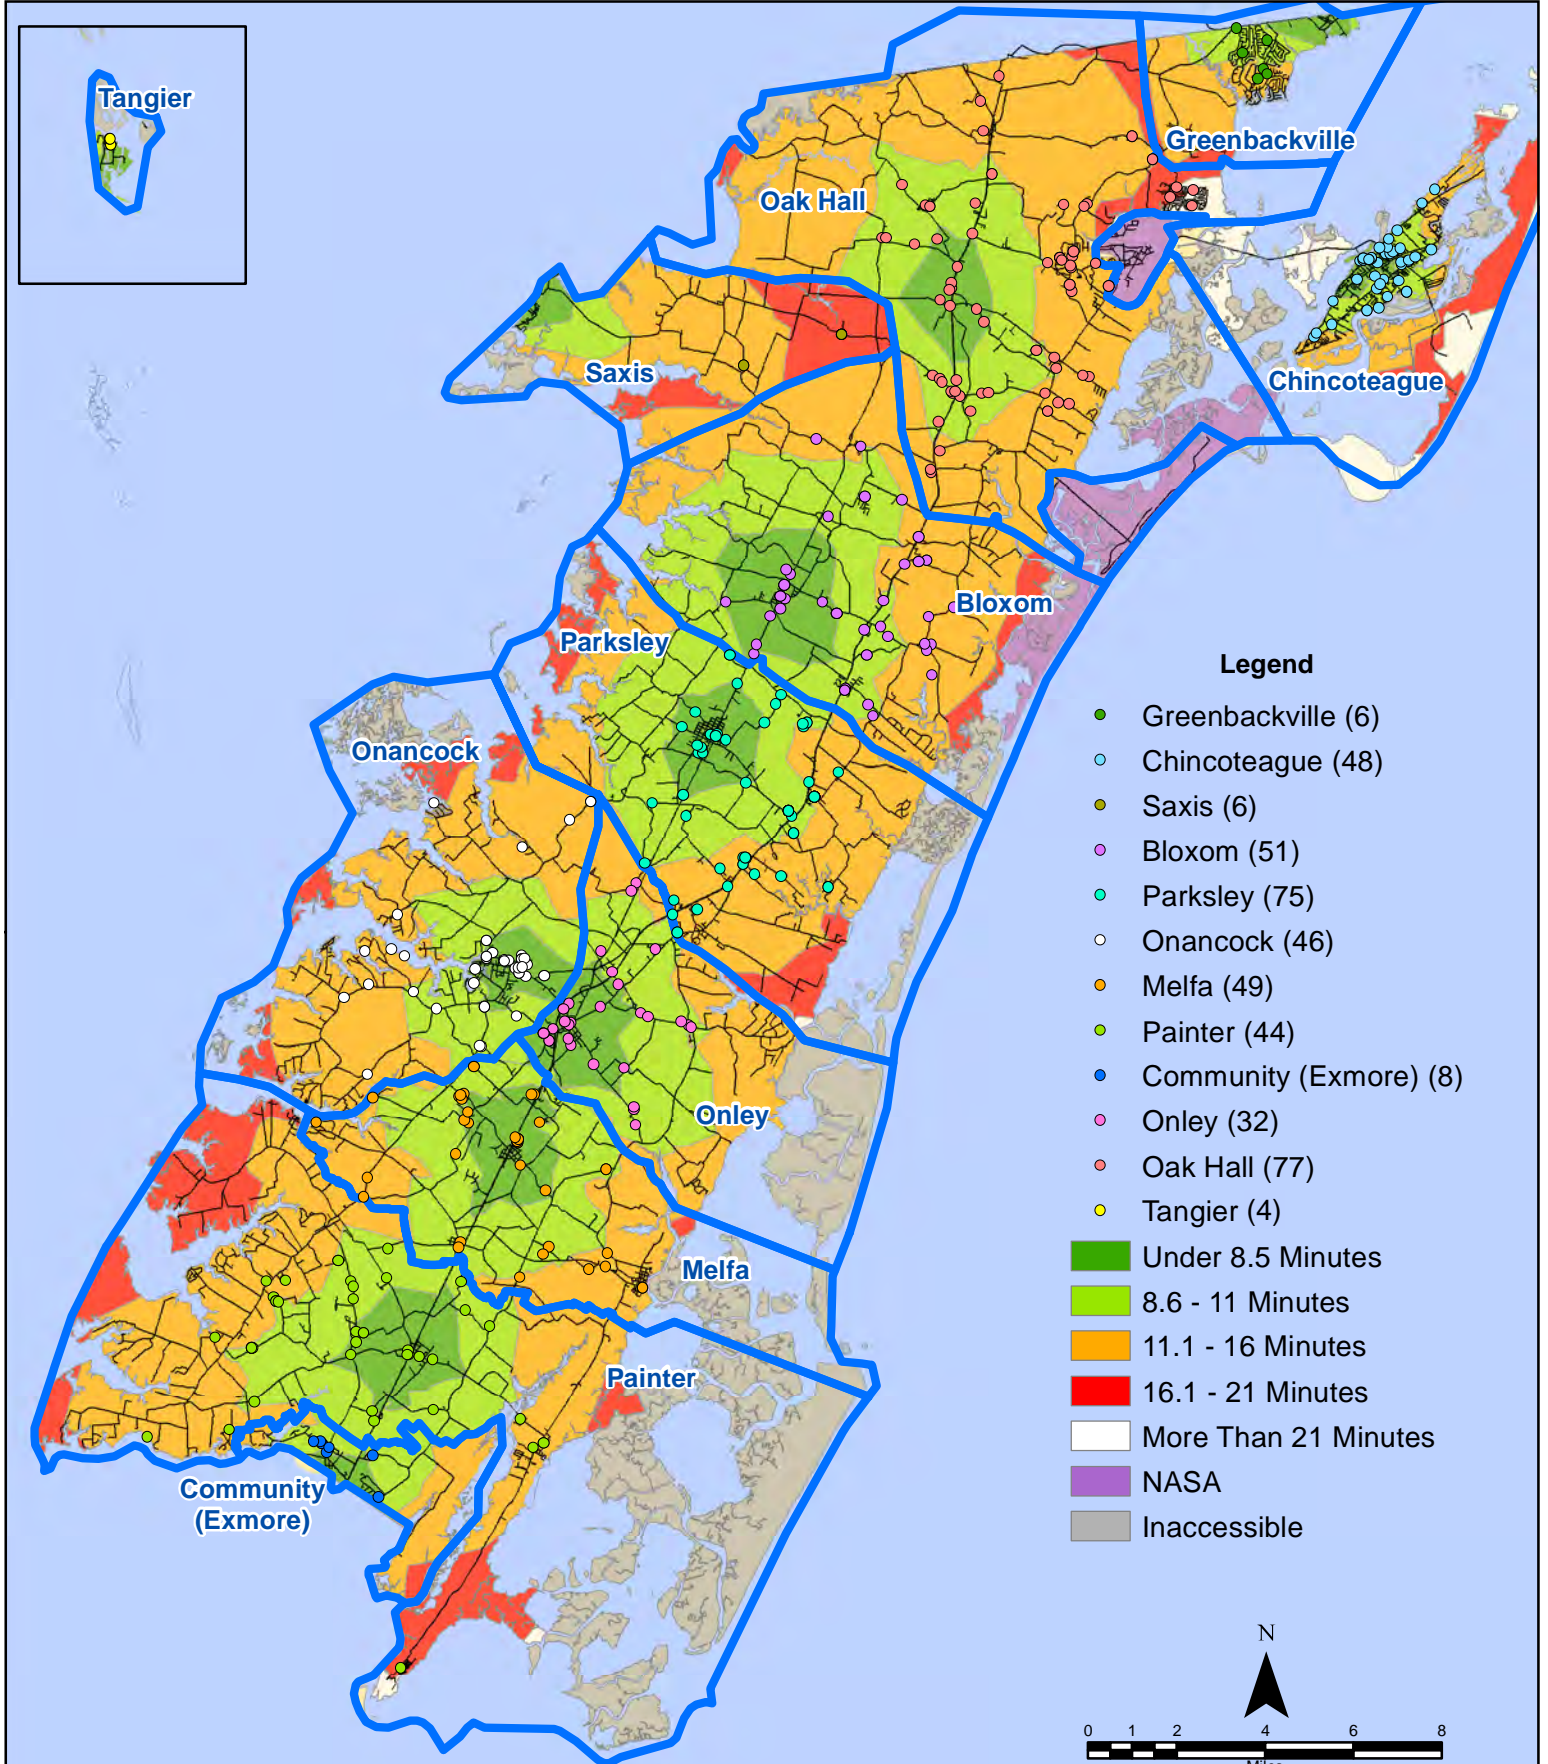 Tangier
Greenbackville
Oak Hall
Saxis
Chincoteague
Bloxom
Parksley
Onancock
Onley
Melfa
Painter
Community
(Exmore)
Legend
Greenbackville (6)
Chincoteague (48)
Saxis (6)
Bloxom (51)
Parksley (75)
Onancock (46)
Melfa (49)
Painter (44)
Community (Exmore) (8)
Onley (32)
Oak Hall (77)
Tangier (4)
Under 8.5 Minutes
8.6 - 11 Minutes
11.1 - 16 Minutes
16.1 - 21 Minutes
More Than 21 Minutes
NASA
Inaccessible
N
0 1 2 4 6 8
Miles